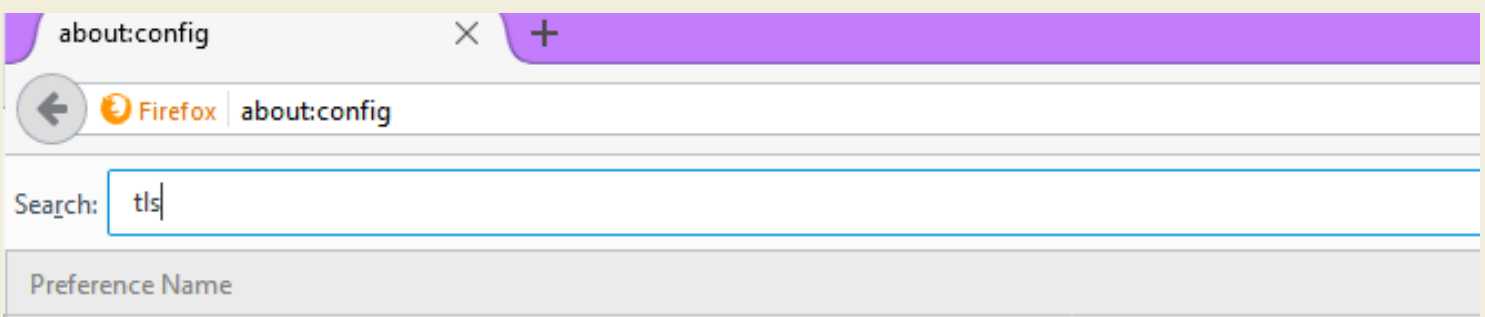 about:config
Firefox about:config
Search: tls
Preference Name